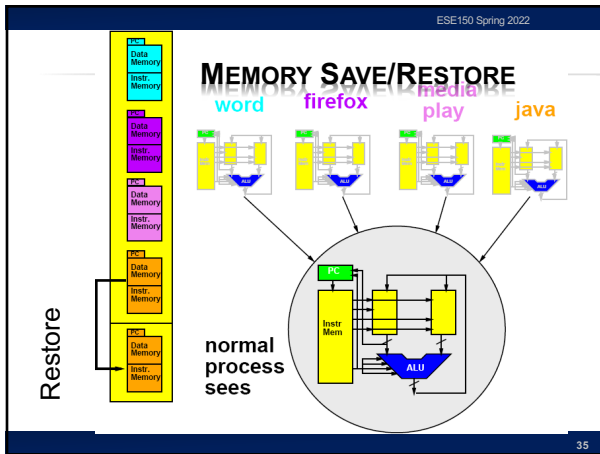 ESE150 Spring 2022
MEMORY SAVE/RESTORE
word
firefox
media
play
java
PC
Data
Memory
Instr.
Memory
PC
Data
Memory
Instr.
Memory
PC
Data
Memory
Instr.
Memory
PC
Data
Memory
Instr.
Memory
PC
Data
Memory
Instr.
Memory
Restore
ALU
ALU
ALU
ALU
normal
process
sees
PC
Instr
Mem
ALU
35